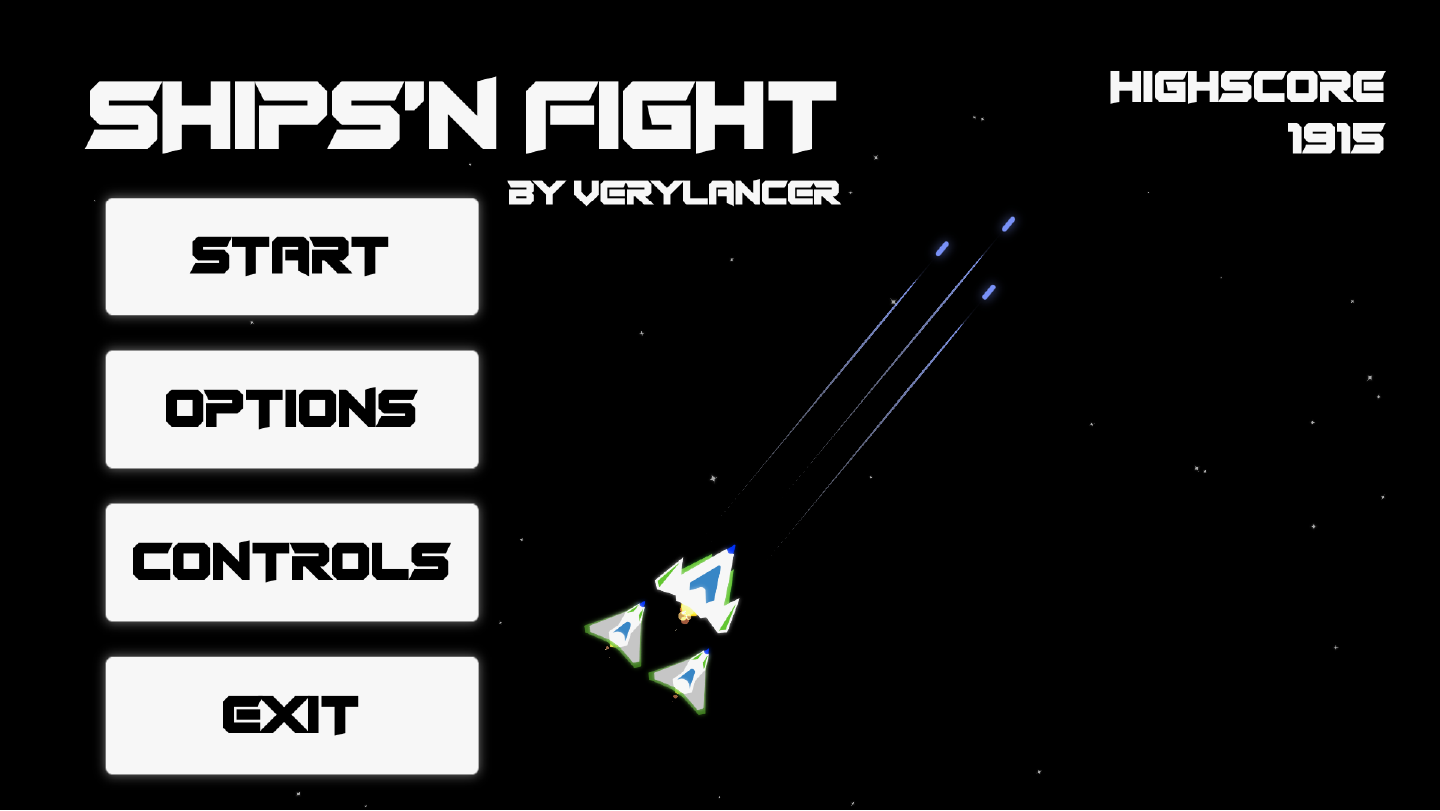 SHIPS'N FIGHT
BY VERYLANCER
HIGHSCORE
1915
START
OPTIONS
CONTROLS
EXIT